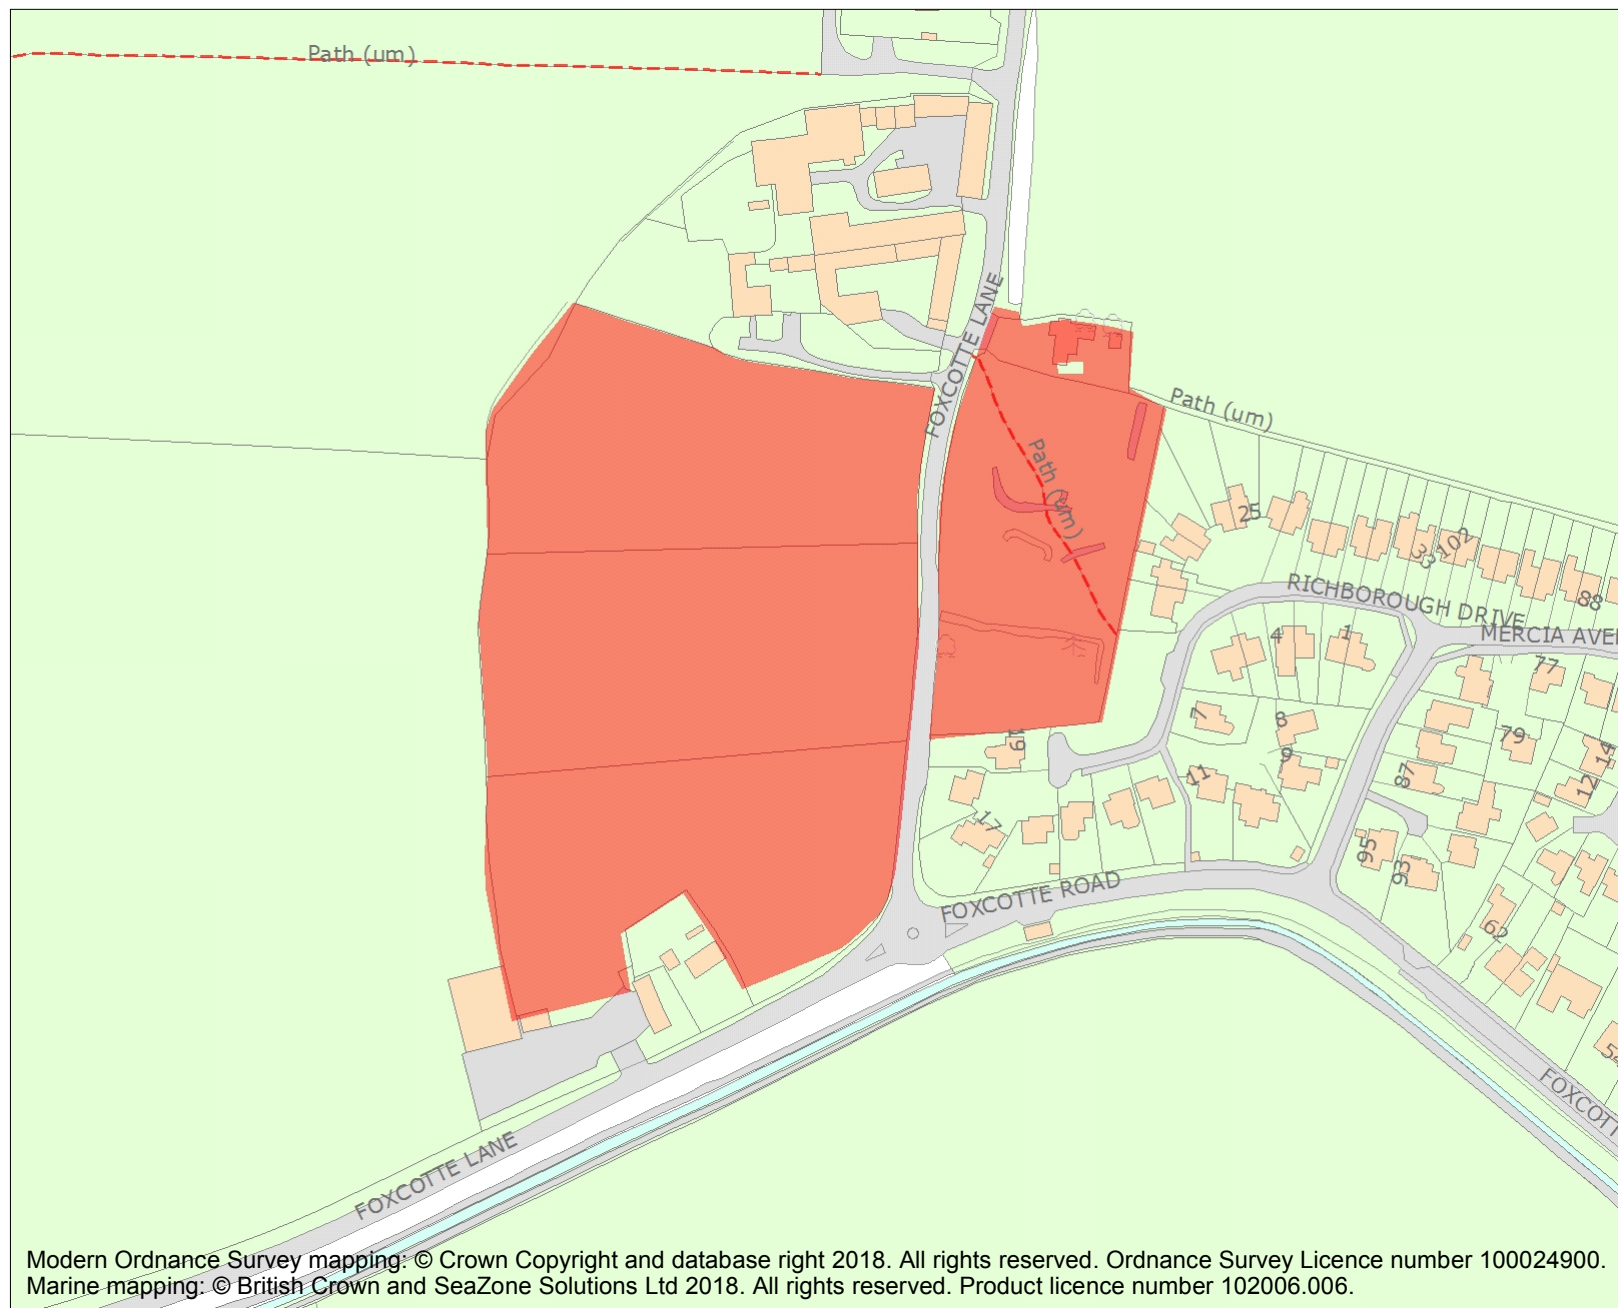 Path (um)
FOXCOTTE LANE
Path (um)
Path (um)
25
33
102
88
RICHBOROUGH DRIVE
MERCIA AVE
4
1
77
7
8
79
19
9
14
11
87
12
17
95
93
FOXCOTTE ROAD
62
54
FOXCOTT
FOXCOTTE LANE
Modern Ordnance Survey mapping: © Crown Copyright and database right 2018. All rights reserved. Ordnance Survey Licence number 100024900.
Marine mapping: © British Crown and SeaZone Solutions Ltd 2018. All rights reserved. Product licence number 102006.006.